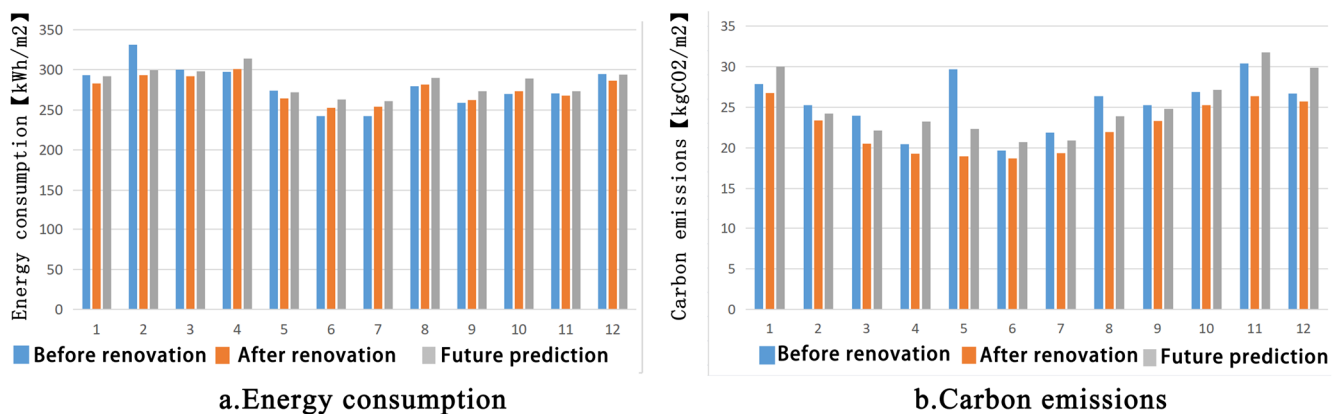 Energy consumption【kWh/m2】
350
300
250
200
150
100
50
0
1 2 3 4 5 6 7 8 9 10 11 12
Before renovation After renovation Future prediction
a.Energy consumption
Carbon emissions【kgCO2/m2】
35
30
25
20
15
10
5
0
1 2 3 4 5 6 7 8 9 10 11 12
Before renovation After renovation Future prediction
b.Carbon emissions